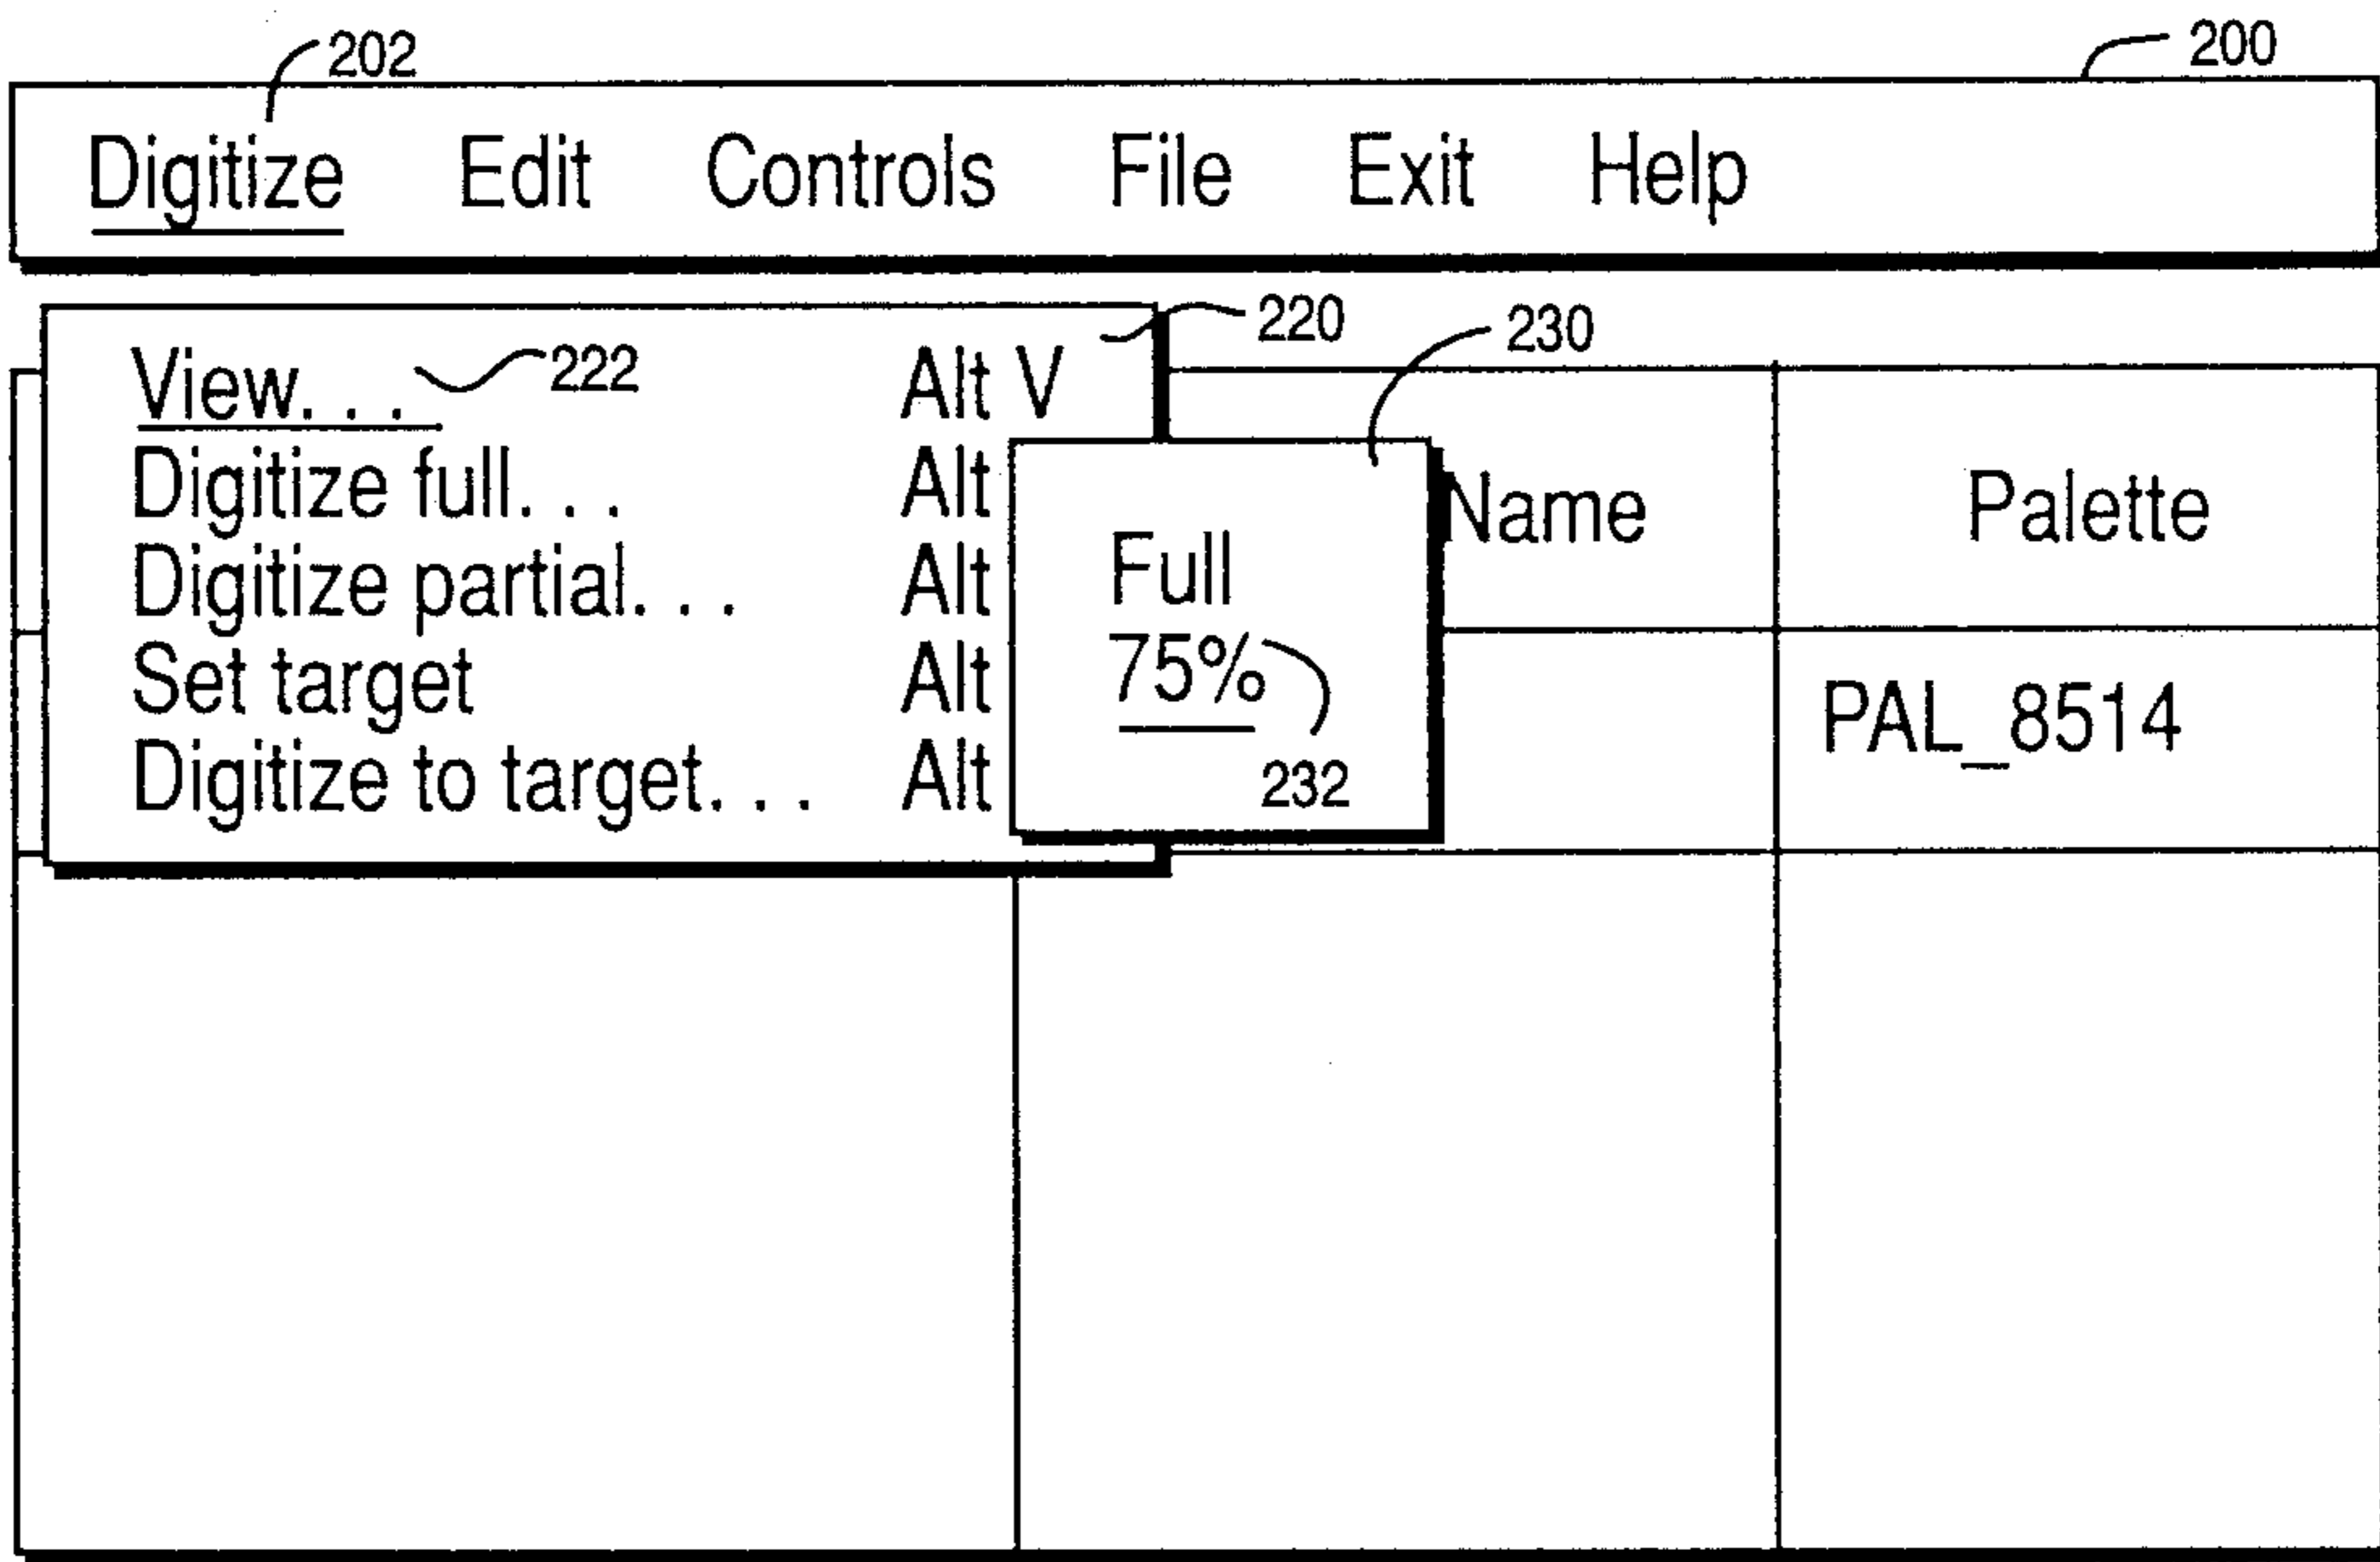 202 200
Digitize Edit Controls File Exit Help
220
230
View. . . 222 Alt V
Digitize full. . . Alt
Name Palette
Digitize partial. . . Alt
Full
Set target Alt
75%
PAL_8514
Digitize to target. . . Alt
232